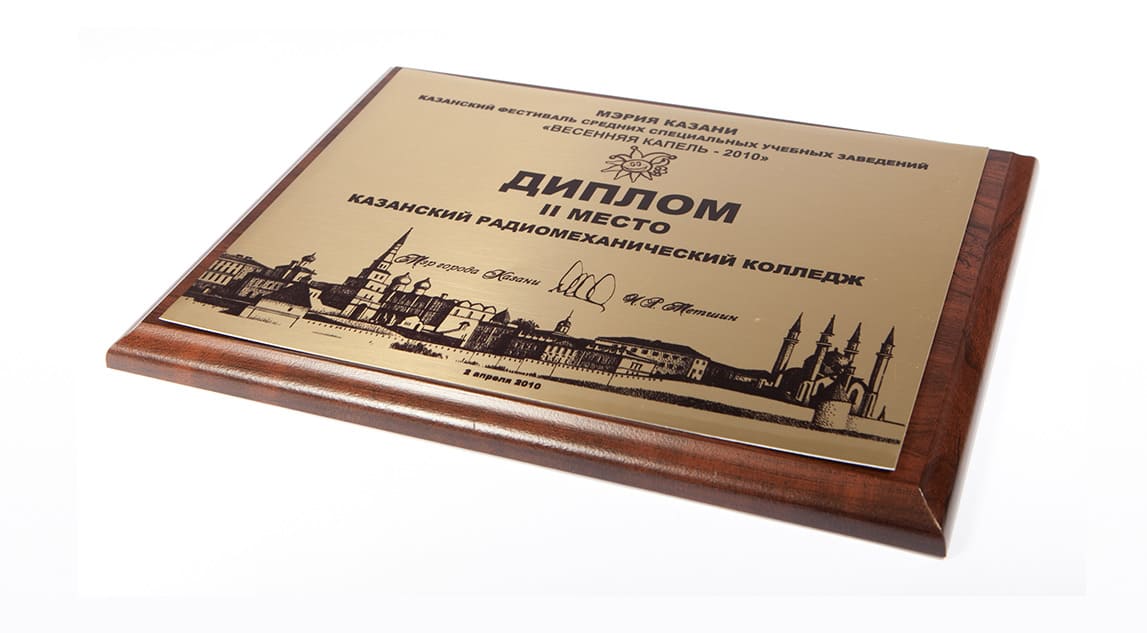 МЭРИЯ КАЗАНИ
КАЗАНСКИЙ ФЕСТИВАЛЬ СРЕДНИХ СПЕЦИАЛЬНЫХ УЧЕБНЫХ ЗАВЕДЕНИЙ
«ВЕСЕННЯЯ КАПЕЛЬ - 2010»
ДИПЛОМ
II МЕСТО
КАЗАНСКИЙ РАДИОМЕХАНИЧЕСКИЙ КОЛЛЕДЖ
Мэр города Казани И. Р. Метшин
2 апреля 2010